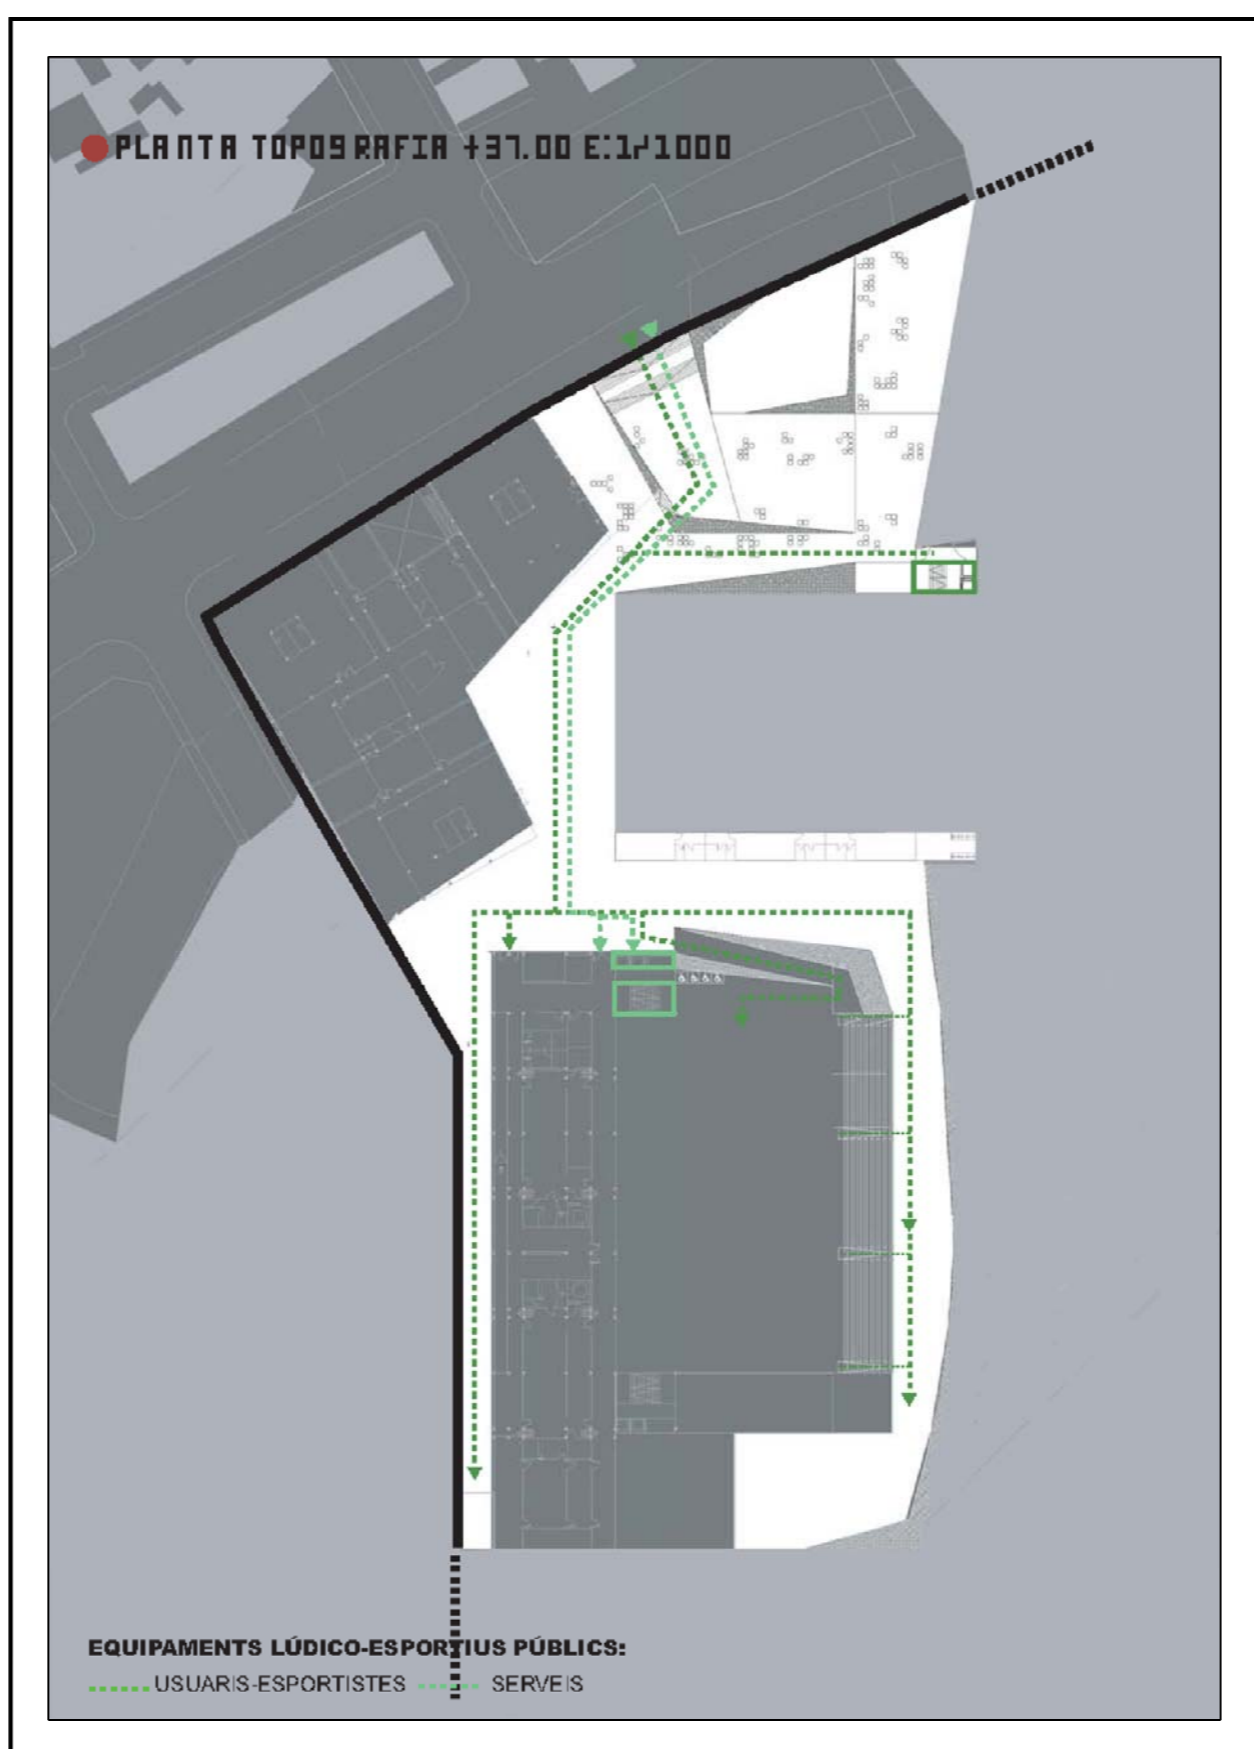 PLANTA TOPOGRAFIA +37.00 E:1/1000
EQUIPAMENTS LÚDICO-ESPORTIUS PÚBLICS:
USUARIS-ESPORTISTES SERVEIS